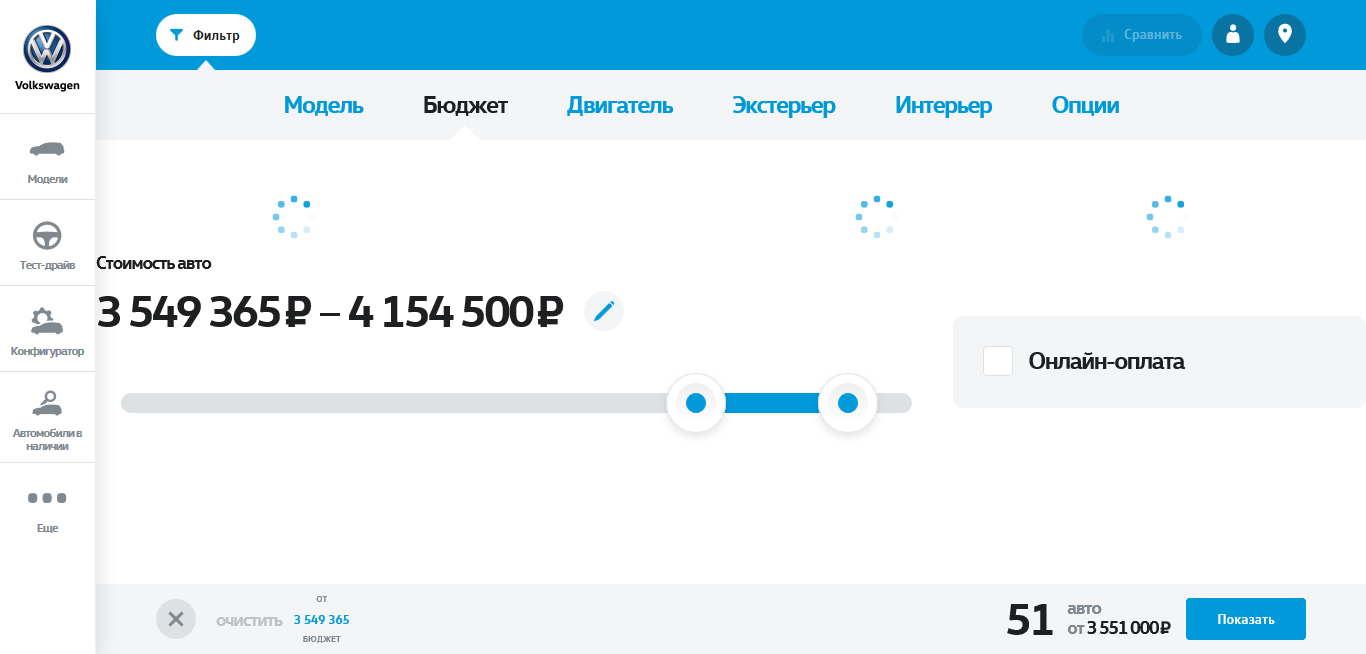 Volkswagen
Модели
Тест-драйв
Конфигуратор
Автомобили в
наличии
Еще
Фильтр
Сравнить
Модель
Бюджет
Двигатель
Экстерьер
Интерьер
Опции
Стоимость авто
3 549 365 ₽ – 4 154 500 ₽
Онлайн-оплата
ОЧИСТИТЬ
ОТ
3 549 365
БЮДЖЕТ
51
авто
от 3 551 000 ₽
Показать